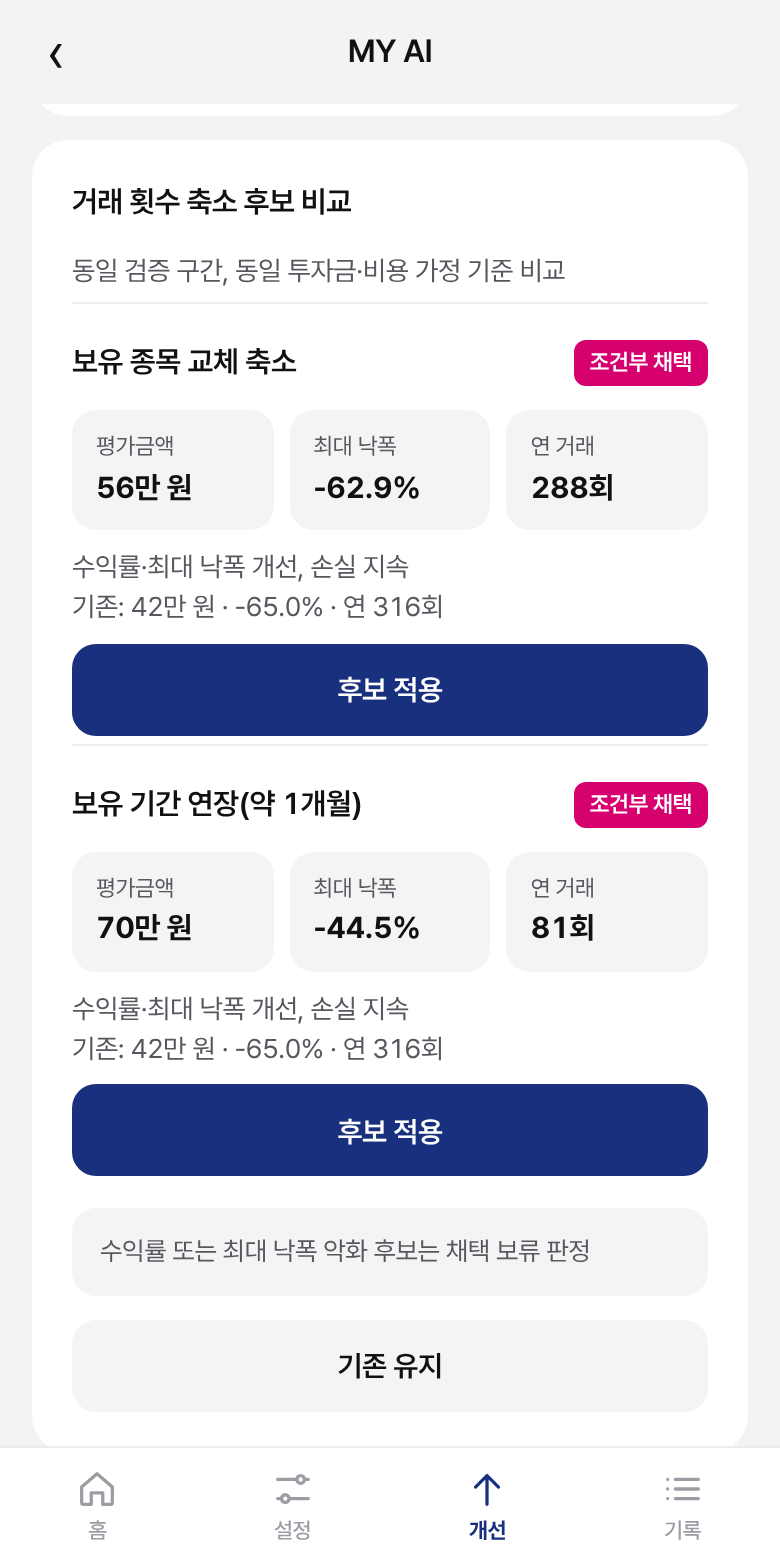 MY AI
거래 횟수 축소 후보 비교
동일 검증 구간, 동일 투자금·비용 가정 기준 비교
보유 종목 교체 축소
조건부 채택
평가금액
최대 낙폭
연 거래
56만 원
-62.9%
288회
수익률·최대 낙폭 개선, 손실 지속
기존: 42만 원 · -65.0% · 연 316회
후보 적용
보유 기간 연장(약 1개월)
조건부 채택
평가금액
최대 낙폭
연 거래
70만 원
-44.5%
81회
수익률·최대 낙폭 개선, 손실 지속
기존: 42만 원 · -65.0% · 연 316회
후보 적용
수익률 또는 최대 낙폭 악화 후보는 채택 보류 판정
기존 유지
홈
설정
개선
기록